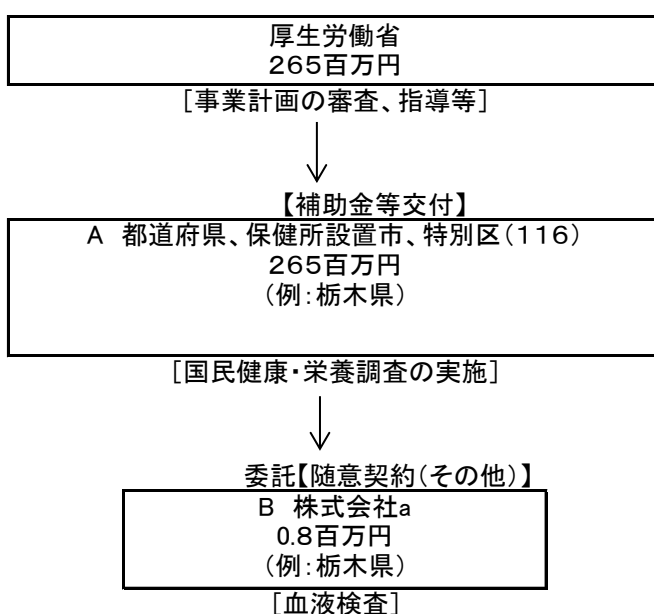 厚生労働省
265百万円
［事業計画の審査、指導等］
【補助金等交付】
A　都道府県、保健所設置市、特別区（116）
265百万円
（例：栃木県）
［国民健康・栄養調査の実施］
委託【随意契約（その他）】
B　株式会社a
0.8百万円
（例：栃木県）
［血液検査］